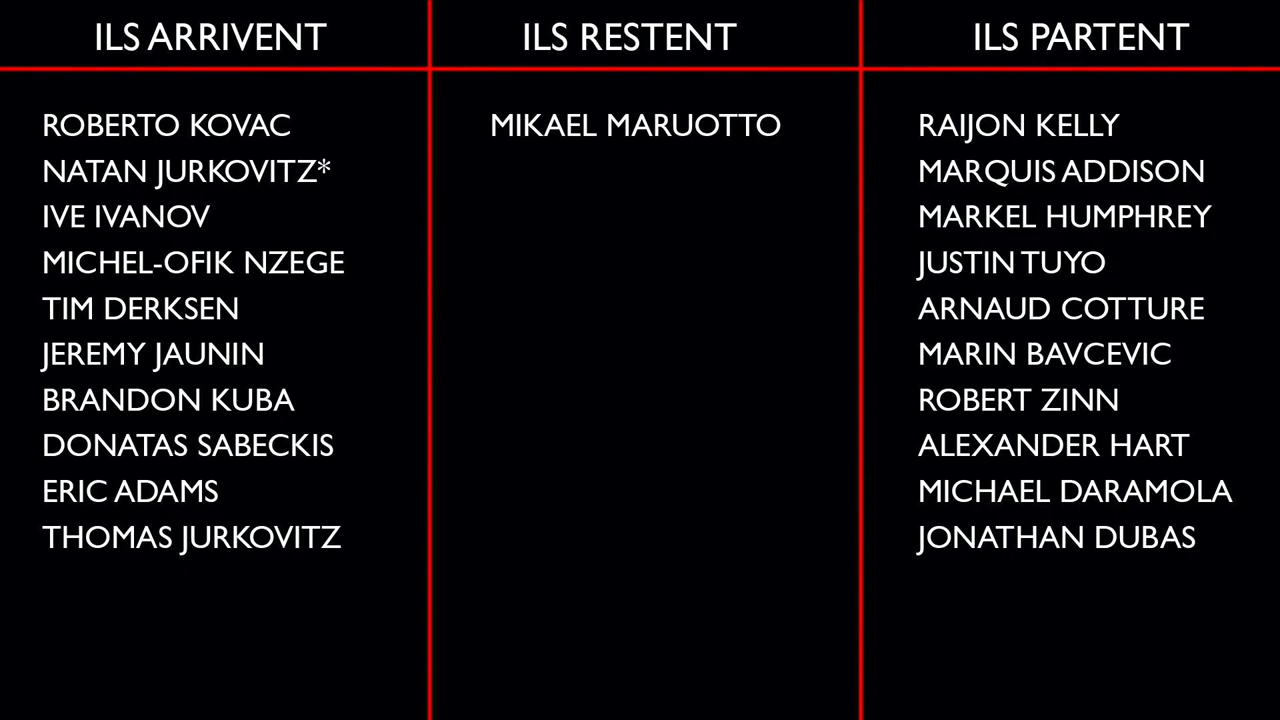 ILS ARRIVENT
ROBERTO KOVAC
NATAN JURKOVITZ*
IVE IVANOV
MICHEL-OFIK NZEGE
TIM DERKSEN
JEREMY JAUNIN
BRANDON KUBA
DONATAS SABECKIS
ERIC ADAMS
THOMAS JURKOVITZ
ILS RESTENT
MIKAEL MARUOTTO
ILS PARTENT
RAIJON KELLY
MARQUIS ADDISON
MARKEL HUMPHREY
JUSTIN TUYO
ARNAUD COTTURE
MARIN BAVCEVIC
ROBERT ZINN
ALEXANDER HART
MICHAEL DARAMOLA
JONATHAN DUBAS